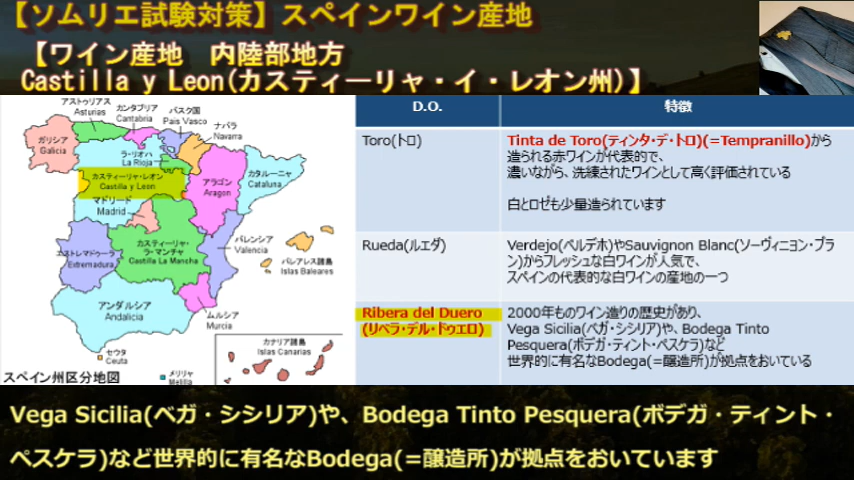 【ソムリエ試験対策】スペインワイン産地
【ワイン産地　内陸部地方
Castilla y Leon(カスティーリャ・イ・レオン州)】
アストゥリアス
Asturias
カンタブリア
Cantabria
バスク国
Pais Vasco
ナバラ
Navarra
ガリシア
Galicia
ラ・リオハ
La Rioja
カスティーリャ・レオン
Castilla y Leon
アラゴン
Aragon
カタルーニャ
Cataluna
マドリード
Madrid
バレンシア
Valencia
カスティーリャ・
ラ・マンチャ
Castilla La Mancha
エストレマドゥーラ
Extremadura
バレアレス諸島
Islas Baleares
アンダルシア
Andalicia
ムルシア
Murcia
セウタ
Ceuta
メリリャ
Melilla
カナリア諸島
Islas Canarias
スペイン州区分地図
D.O.
特徴
Toro(トロ)
Tinta de Toro(ティンタ・デ・トロ)(=Tempranillo)から
造られる赤ワインが代表的で、
濃いながら、洗練されたワインとして高く評価されている
白とロゼも少量造られています
Rueda(ルエダ)
Verdejo(ベルデホ)やSauvignon Blanc(ソーヴィニヨン・ブラ
ン)からフレッシュな白ワインが人気で、
スペインの代表的な白ワインの産地の一つ
Ribera del Duero
(リベラ・デル・ドゥエロ)
2000年ものワイン造りの歴史があり、
Vega Sicilia(ベガ・シシリア)や、Bodega Tinto
Pesquera(ボデガ・ティント・ペスケラ)など
世界的に有名なBodega(=醸造所)が拠点をおいている
Vega Sicilia(ベガ・シシリア)や、Bodega Tinto Pesquera(ボデガ・ティント・
ペスケラ)など世界的に有名なBodega(=醸造所)が拠点をおいています